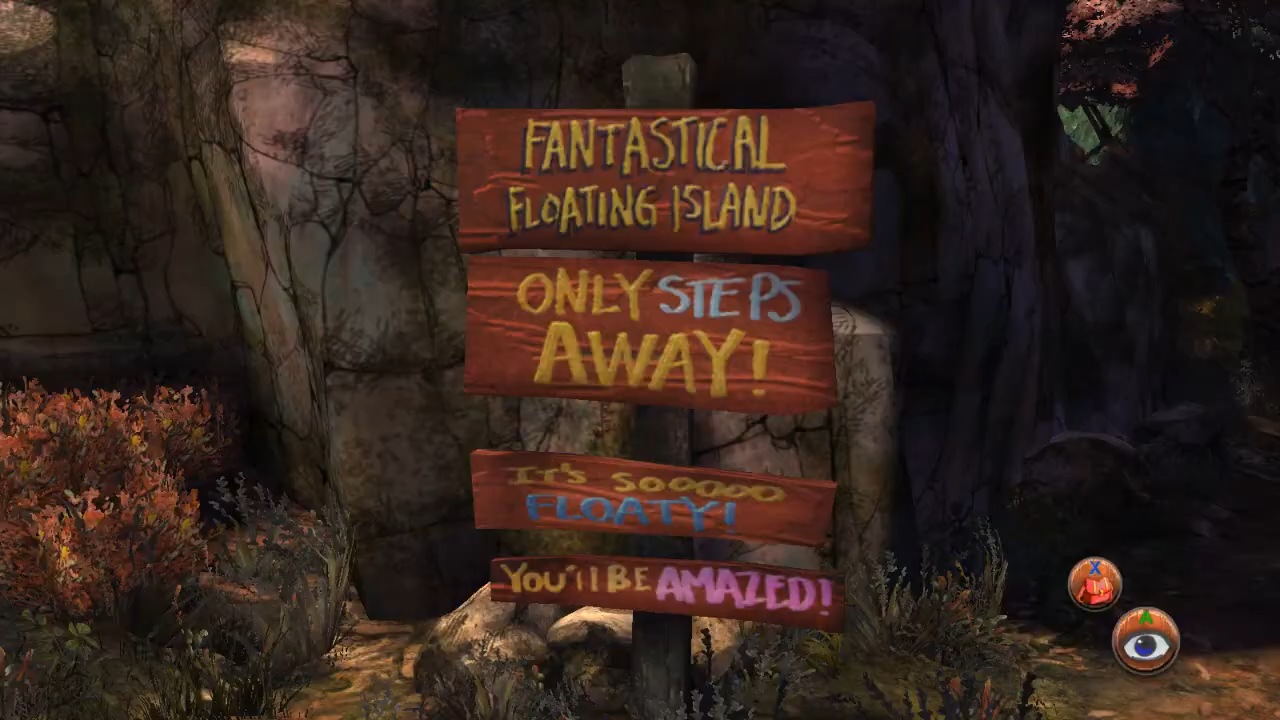 FANTASTICAL
FLOATING ISLAND
ONLY STEPS
AWAY!
IT'S SOOOOO
FLOATY!
YOU'll BE AMAZED!
X
A